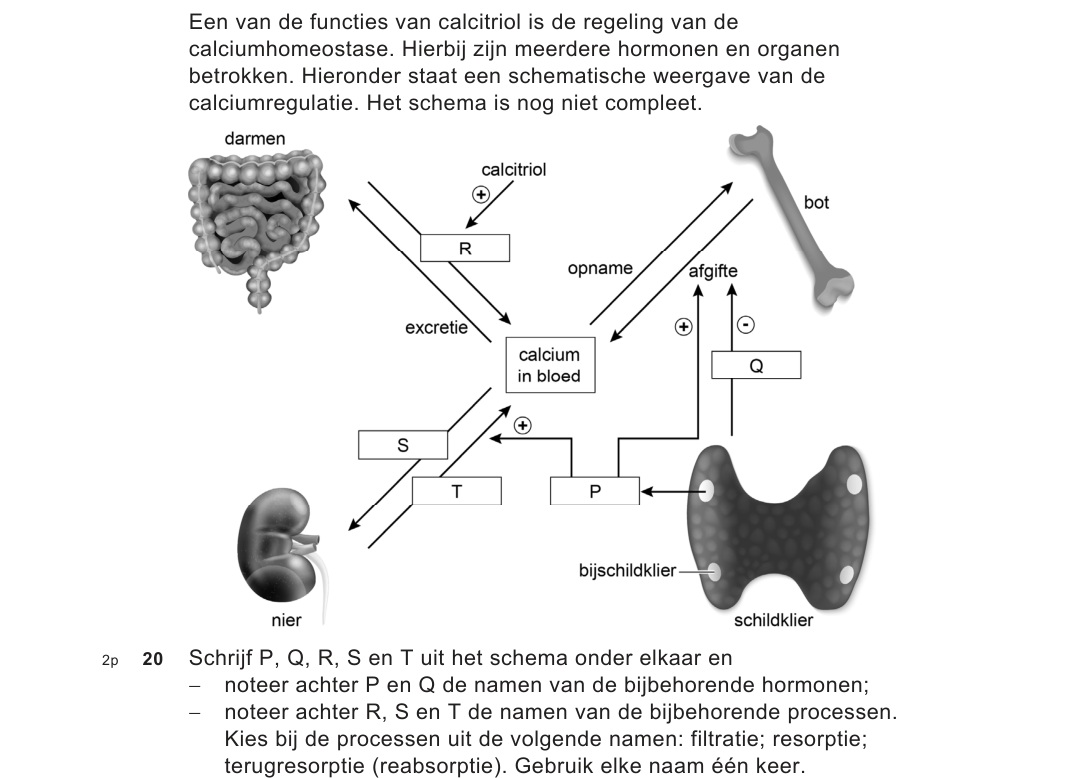 Een van de functies van calcitriol is de regeling van de
calciumhomeostase. Hierbij zijn meerdere hormonen en organen
betrokken. Hieronder staat een schematische weergave van de
calciumregulatie. Het schema is nog niet compleet.
darmen
calcitriol
+
bot
R
opname
afgifte
excretie
+
-
calcium
in bloed
Q
+
S
T
P
bijschildklier
nier
schildklier
2p 20 Schrijf P, Q, R, S en T uit het schema onder elkaar en
– noteer achter P en Q de namen van de bijbehorende hormonen;
– noteer achter R, S en T de namen van de bijbehorende processen.
Kies bij de processen uit de volgende namen: filtratie; resorptie;
terugresorptie (reabsorptie). Gebruik elke naam één keer.